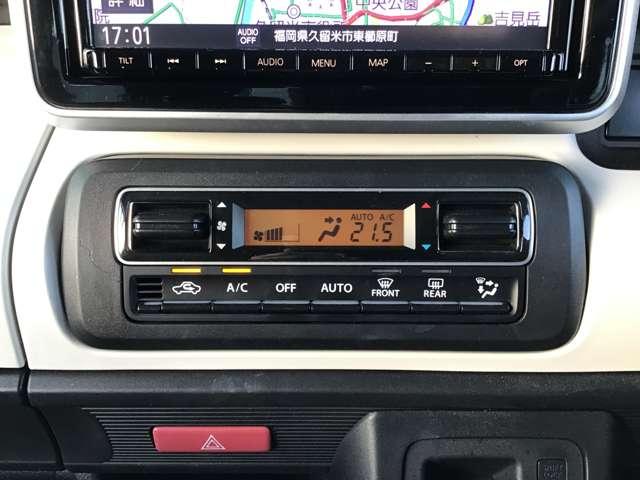 詳細
中央公園
吉見岳
17:01 AUDIO OFF 福岡県久留米市東櫛原町
TILT AUDIO MENU MAP − + OPT
AUTO A/C
21.5
A/C OFF AUTO FRONT REAR